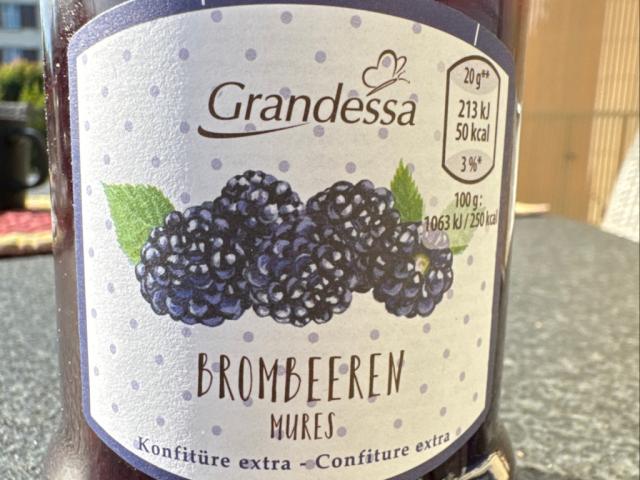 Grandessa
20 g**
213 kJ
50 kcal
3 %*
100 g:
1063 kJ / 250 kcal
BROMBEEREN
MURES
Konfitüre extra - Confiture extra